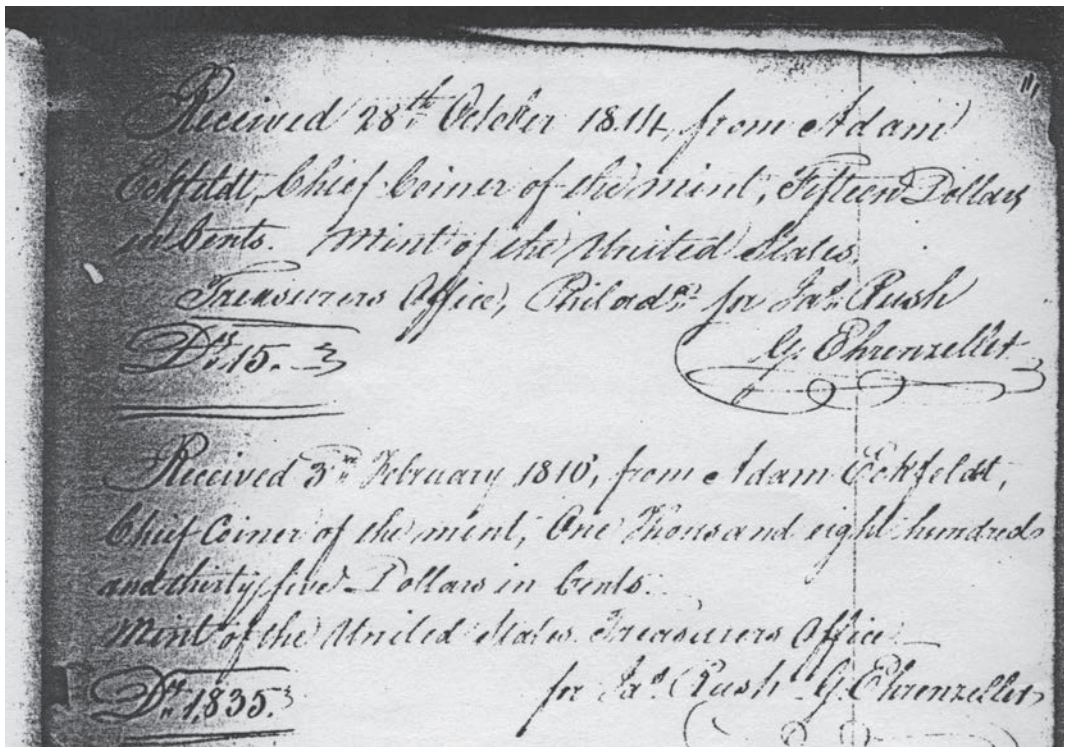 Received 28th October 1814, from Adam
Eckfeldt, Chief Coiner of the mint, Fifteen Dollars
in Cents. Mint of the United States,
Treasurers Office, Philada. for Jas. Rush
Drs 15. G. Ehrenzeller
Received 3rd February 1816, from Adam Eckfeldt,
Chief Coiner of the mint, One Thousand eight hundred
and thirty five Dollars in Cents.
Mint of the United States Treasurers Office
Drs 1,835. for Jas. Rush G. Ehrenzeller